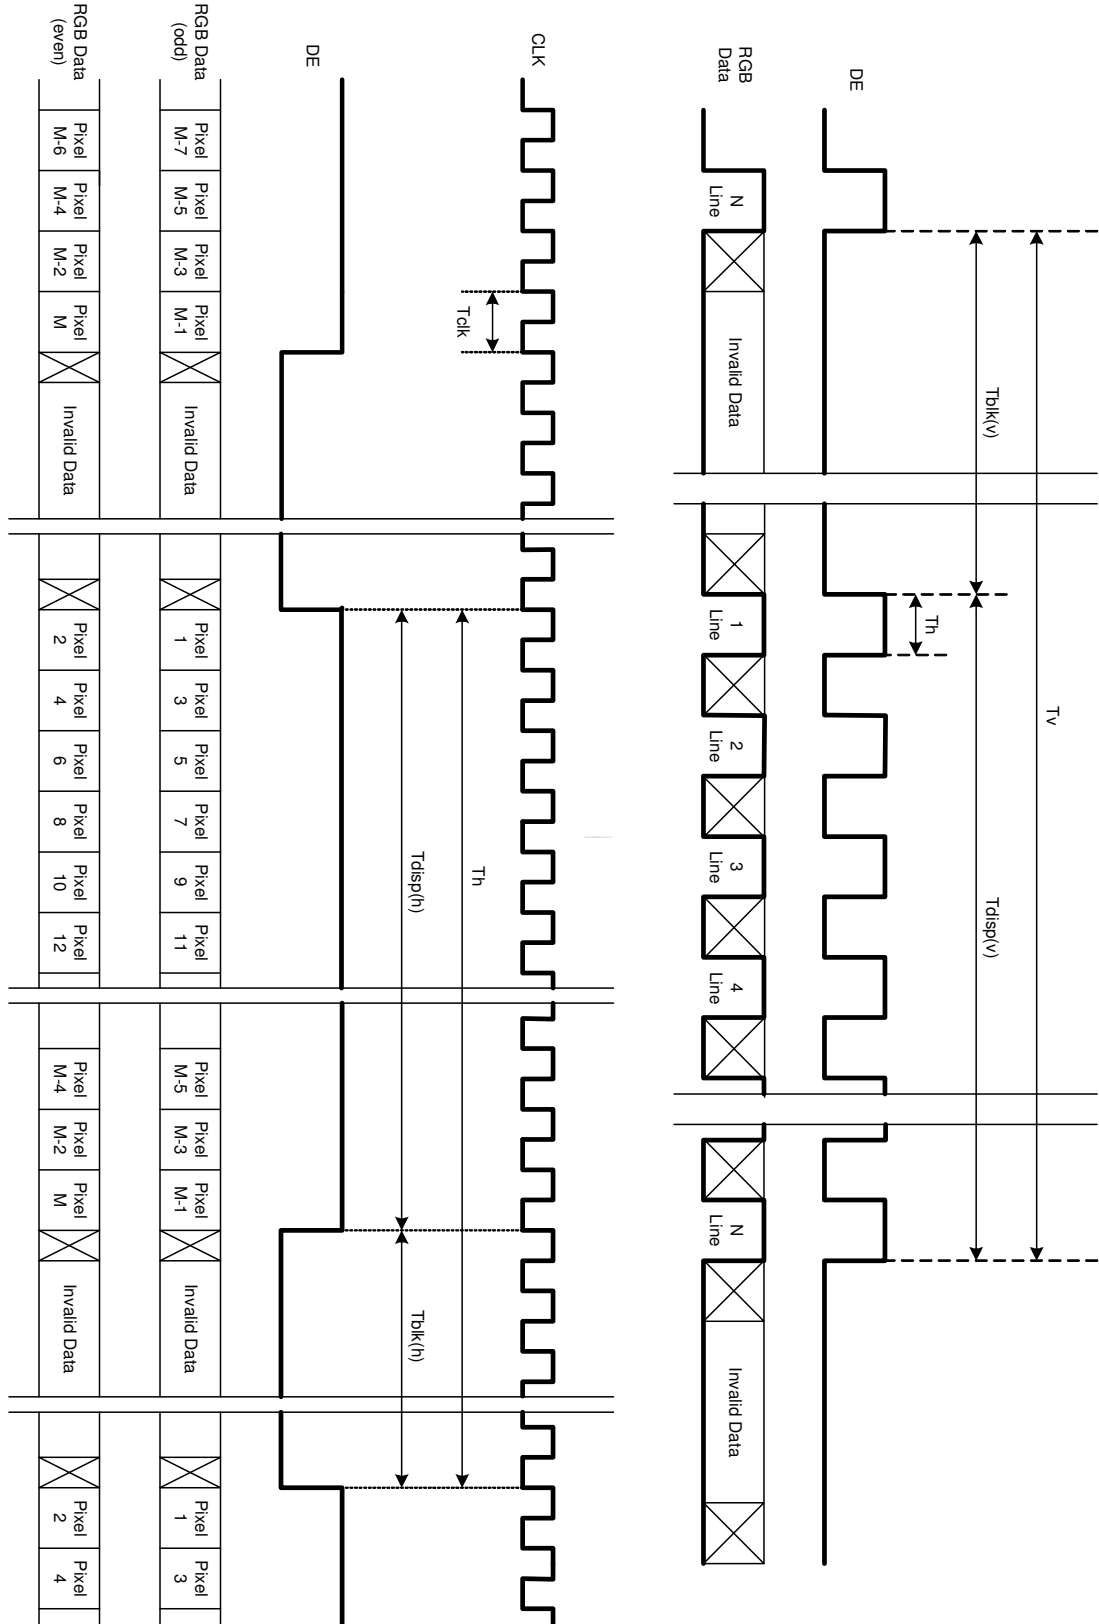 Tv
Tblk(v)
Tdisp(v)
Th
DE
RGB
Data
N
Line
Invalid Data
1
Line
2
Line
3
Line
4
Line
N
Line
Invalid Data
CLK
Tclk
Th
Tdisp(h)
Tblk(h)
DE
RGB Data
(odd)
Pixel
M-7
Pixel
M-5
Pixel
M-3
Pixel
M-1
Invalid Data
Pixel
1
Pixel
3
Pixel
5
Pixel
7
Pixel
9
Pixel
11
Pixel
M-5
Pixel
M-3
Pixel
M-1
Invalid Data
Pixel
1
Pixel
3
RGB Data
(even)
Pixel
M-6
Pixel
M-4
Pixel
M-2
Pixel
M
Invalid Data
Pixel
2
Pixel
4
Pixel
6
Pixel
8
Pixel
10
Pixel
12
Pixel
M-4
Pixel
M-2
Pixel
M
Invalid Data
Pixel
2
Pixel
4